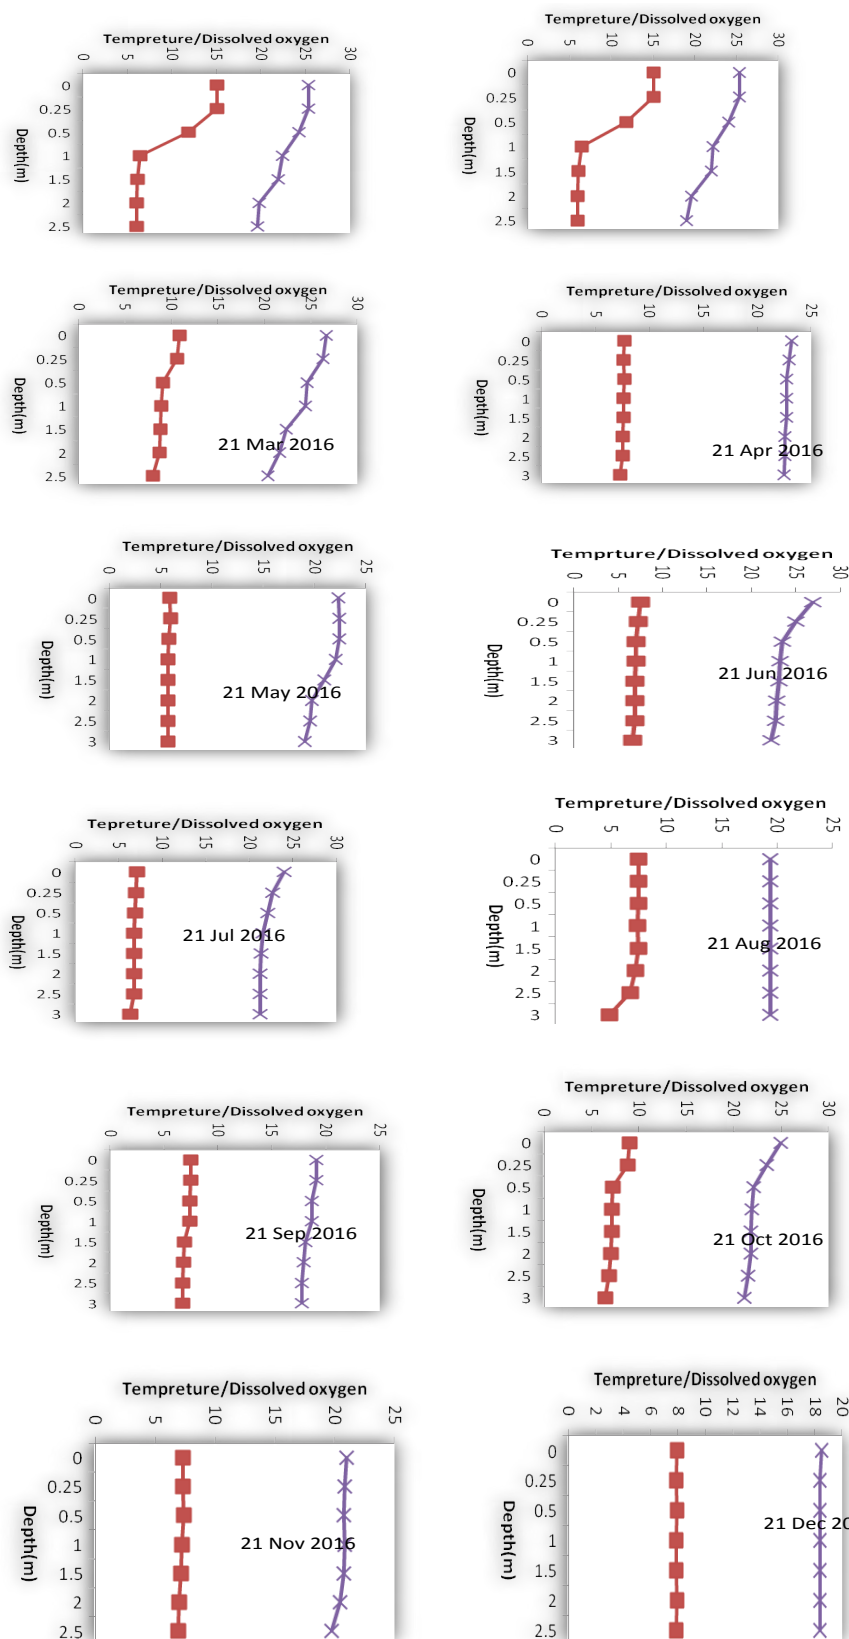 Tempreture/Dissolved oxygen
0 5 10 15 20 25 30
Depth(m)
0
0.25
0.5
1
1.5
2
2.5
Tempreture/Dissolved oxygen
0 5 10 15 20 25 30
Depth(m)
0
0.25
0.5
1
1.5
2
2.5
Tempreture/Dissolved oxygen
0 5 10 15 20 25 30
Depth(m)
0
0.25
0.5
1
1.5
2
2.5
21 Mar 2016
Tempreture/Dissolved oxygen
0 5 10 15 20 25
Depth(m)
0
0.25
0.5
1
1.5
2
2.5
3
21 Apr 2016
Tempreture/Dissolved oxygen
0 5 10 15 20 25
Depth(m)
0
0.25
0.5
1
1.5
2
2.5
3
21 May 2016
Temprturture/Dissolved oxygen
0 5 10 15 20 25 30
Depth(m)
0
0.25
0.5
1
1.5
2
2.5
3
21 Jun 2016
Tepreture/Dissolved oxygen
0 5 10 15 20 25 30
Depth(m)
0
0.25
0.5
1
1.5
2
2.5
3
21 Jul 2016
Tempreture/Dissolved oxygen
0 5 10 15 20 25
Depth(m)
0
0.25
0.5
1
1.5
2
2.5
3
21 Aug 2016
Tempreture/Dissolved oxygen
0 5 10 15 20 25
Depth(m)
0
0.25
0.5
1
1.5
2
2.5
3
21 Sep 2016
Tempreture/Dissolved oxygen
0 5 10 15 20 25 30
Depth(m)
0
0.25
0.5
1
1.5
2
2.5
3
21 Oct 2016
Tempreture/Dissolved oxygen
0 5 10 15 20 25
Depth(m)
0
0.25
0.5
1
1.5
2
2.5
21 Nov 2016
Tempreture/Dissolved oxygen
0 2 4 6 8 10 12 14 16 18 20
Depth(m)
0
0.25
0.5
1
1.5
2
2.5
21 Dec 20